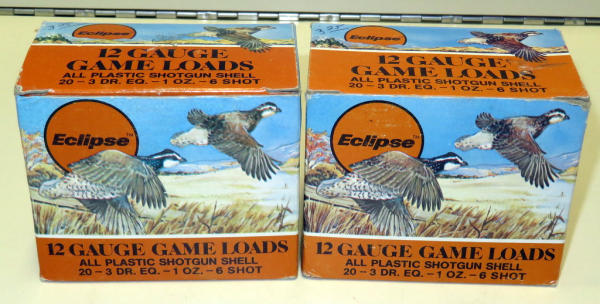 Eclipse
12 GAUGE
GAME LOADS
ALL PLASTIC SHOTGUN SHELL
20 - 3 DR. EQ. - 1 OZ. - 6 SHOT
Eclipse™
12 GAUGE GAME LOADS
ALL PLASTIC SHOTGUN SHELL
20 - 3 DR. EQ. - 1 OZ. - 6 SHOT
Eclipse
12 GAUGE
GAME LOADS
ALL PLASTIC SHOTGUN SHELL
20 - 3 DR. EQ. - 1 OZ. - 6 SHOT
Eclipse™
12 GAUGE GAME LOADS
ALL PLASTIC SHOTGUN SHELL
20 - 3 DR. EQ. - 1 OZ. - 6 SHOT